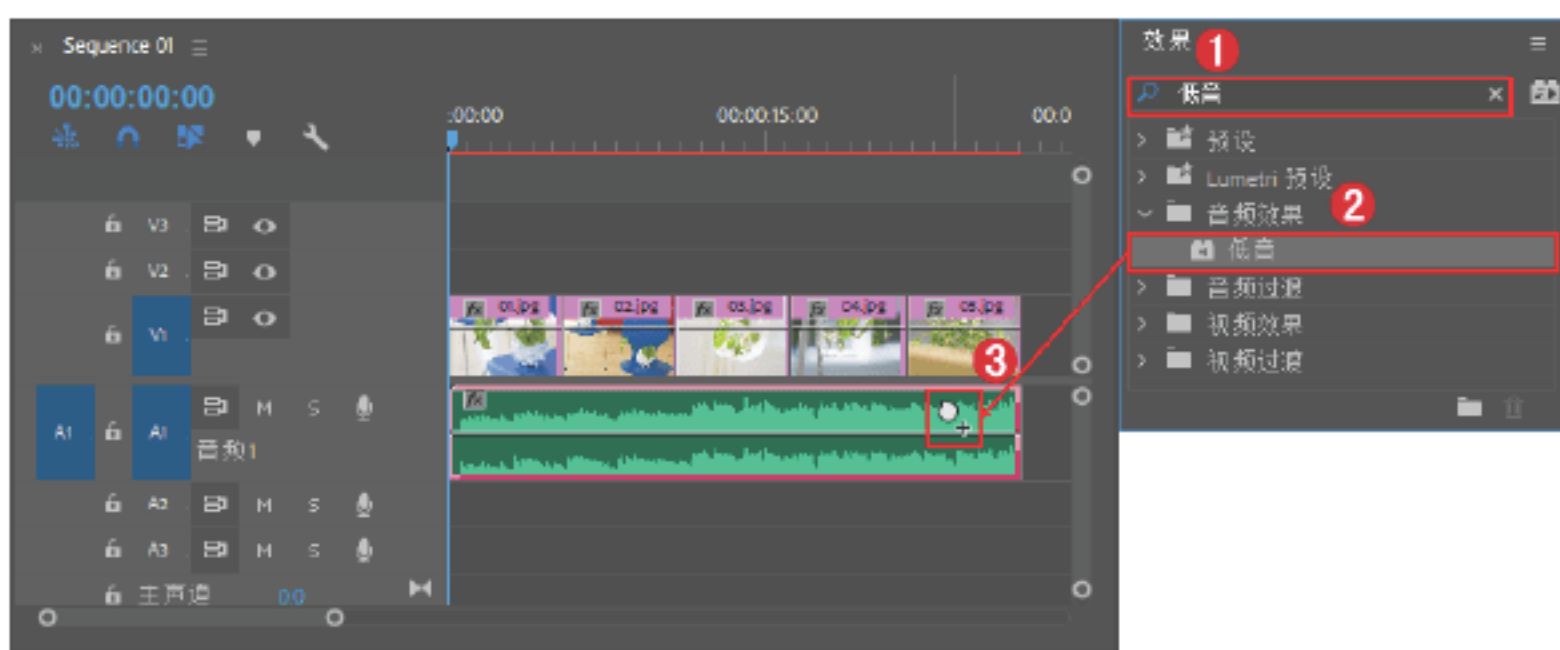 Sequence 01
00:00:00:00
:00:00 00:00:15:00 00:0
V3
V2
01.jpg 02.jpg 03.jpg 04.jpg 05.jpg
V1
fx
A1 A1 M S
音频1
A2 M S
A3 M S
主声道 0.0
效果 1
低音
预设
Lumetri 预设
音频效果 2
低音
音频过渡
视频效果
视频过渡
3